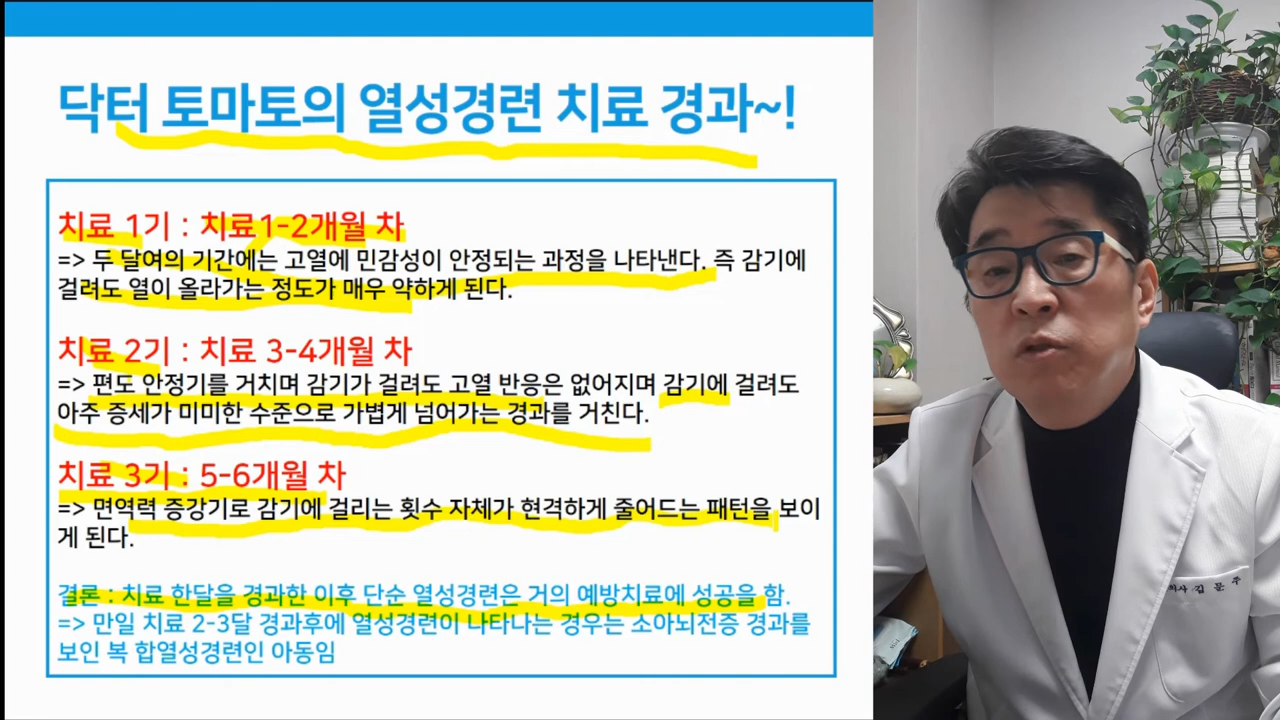 닥터 토마토의 열성경련 치료 경과~!
치료 1기 : 치료1-2개월 차
=> 두 달여의 기간에는 고열에 민감성이 안정되는 과정을 나타낸다. 즉 감기에
걸려도 열이 올라가는 정도가 매우 약하게 된다.
치료 2기 : 치료 3-4개월 차
=> 편도 안정기를 거치며 감기가 걸려도 고열 반응은 없어지며 감기에 걸려도
아주 증세가 미미한 수준으로 가볍게 넘어가는 경과를 거친다.
치료 3기 : 5-6개월 차
=> 면역력 증강기로 감기에 걸리는 횟수 자체가 현격하게 줄어드는 패턴을 보이
게 된다.
결론 : 치료 한달을 경과한 이후 단순 열성경련은 거의 예방치료에 성공을 함.
=> 만일 치료 2-3달 경과후에 열성경련이 나타나는 경우는 소아뇌전증 경과를
보인 복 합열성경련인 아동임
김 문 주